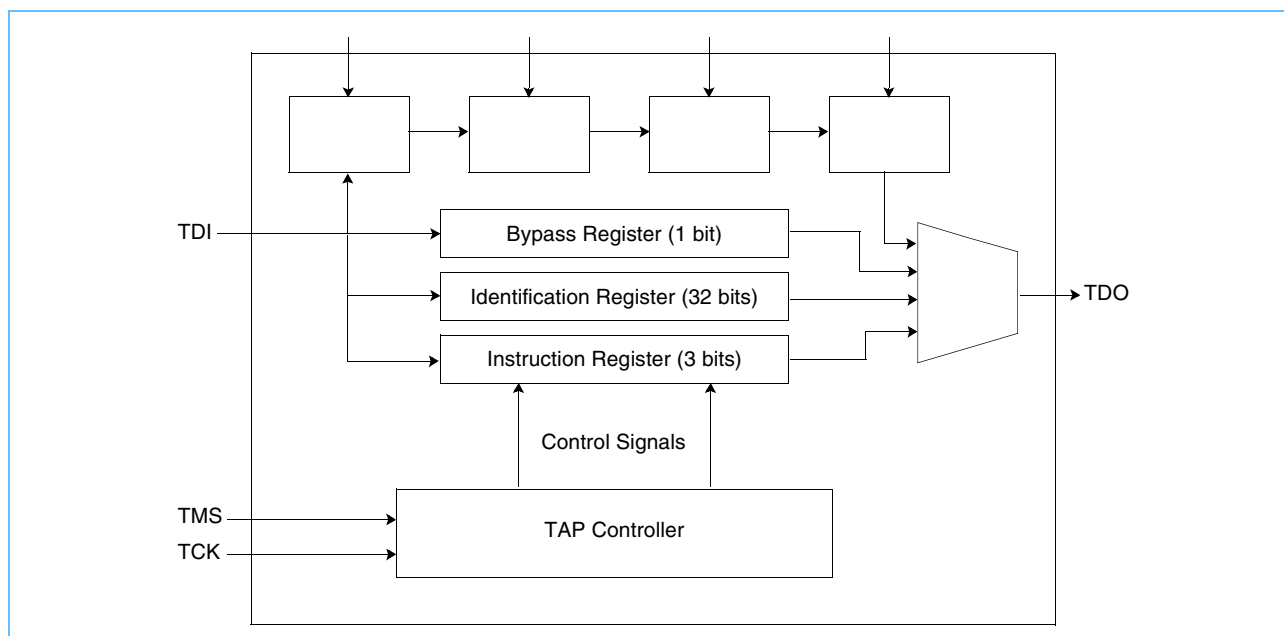 TDI
Bypass Register (1 bit)
Identification Register (32 bits)
TDO
Instruction Register (3 bits)
Control Signals
TMS
TAP Controller
TCK